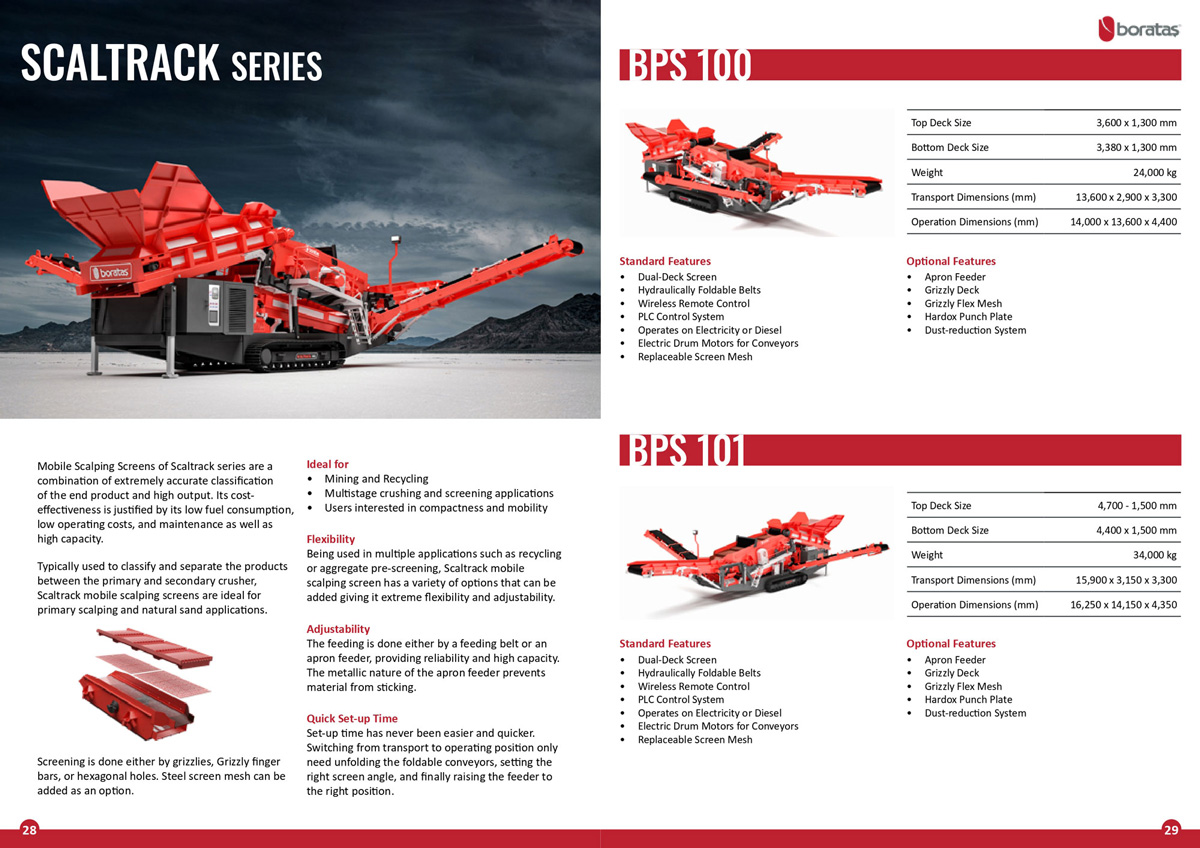 SCALTRACK SERIES
boratas
Mobile Scalping Screens of Scaltrack series are a
combination of extremely accurate classification
of the end product and high output. Its cost-
effectiveness is justified by its low fuel consumption,
low operating costs, and maintenance as well as
high capacity.
Typically used to classify and separate the products
between the primary and secondary crusher,
Scaltrack mobile scalping screens are ideal for
primary scalping and natural sand applications.
Screening is done either by grizzlies, Grizzly finger
bars, or hexagonal holes. Steel screen mesh can be
added as an option.
Ideal for
• Mining and Recycling
• Multistage crushing and screening applications
• Users interested in compactness and mobility
Flexibility
Being used in multiple applications such as recycling
or aggregate pre-screening, Scaltrack mobile
scalping screen has a variety of options that can be
added giving it extreme flexibility and adjustability.
Adjustability
The feeding is done either by a feeding belt or an
apron feeder, providing reliability and high capacity.
The metallic nature of the apron feeder prevents
material from sticking.
Quick Set-up Time
Set-up time has never been easier and quicker.
Switching from transport to operating position only
need unfolding the foldable conveyors, setting the
right screen angle, and finally raising the feeder to
the right position.
28
borataş
BPS 100
Top Deck Size 3,600 x 1,300 mm
Bottom Deck Size 3,380 x 1,300 mm
Weight 24,000 kg
Transport Dimensions (mm) 13,600 x 2,900 x 3,300
Operation Dimensions (mm) 14,000 x 13,600 x 4,400
Standard Features
• Dual-Deck Screen
• Hydraulically Foldable Belts
• Wireless Remote Control
• PLC Control System
• Operates on Electricity or Diesel
• Electric Drum Motors for Conveyors
• Replaceable Screen Mesh
Optional Features
• Apron Feeder
• Grizzly Deck
• Grizzly Flex Mesh
• Hardox Punch Plate
• Dust-reduction System
BPS 101
Top Deck Size 4,700 - 1,500 mm
Bottom Deck Size 4,400 x 1,500 mm
Weight 34,000 kg
Transport Dimensions (mm) 15,900 x 3,150 x 3,300
Operation Dimensions (mm) 16,250 x 14,150 x 4,350
Standard Features
• Dual-Deck Screen
• Hydraulically Foldable Belts
• Wireless Remote Control
• PLC Control System
• Operates on Electricity or Diesel
• Electric Drum Motors for Conveyors
• Replaceable Screen Mesh
Optional Features
• Apron Feeder
• Grizzly Deck
• Grizzly Flex Mesh
• Hardox Punch Plate
• Dust-reduction System
29